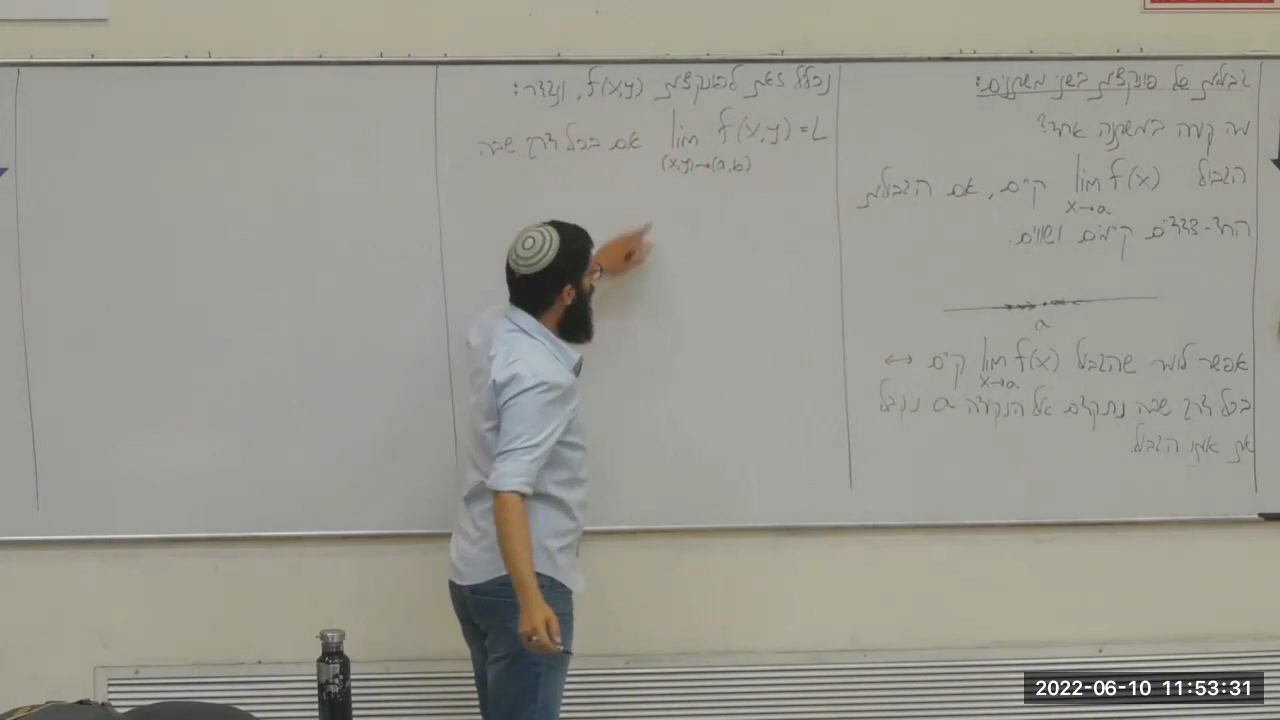 גבולות של פונקציות בשני משתנים:
מה קורה במשתנה אחד?
הגבול lim f(x) קיים, אם הגבולות
x→a
החד-צדדיים קיימים ושווים.
a
אפשר לומר שהגבול lim f(x) קיים ↔
x→a
בכל דרך שבה נתקדם אל הנקודה a נקבל
את אותו הגבול.
נכליל זאת לפונקציות f(x,y), ונגדיר:
lim f(x,y) = L אם בכל דרך שבה
(x,y)→(a,b)
2022-06-10 11:53:31